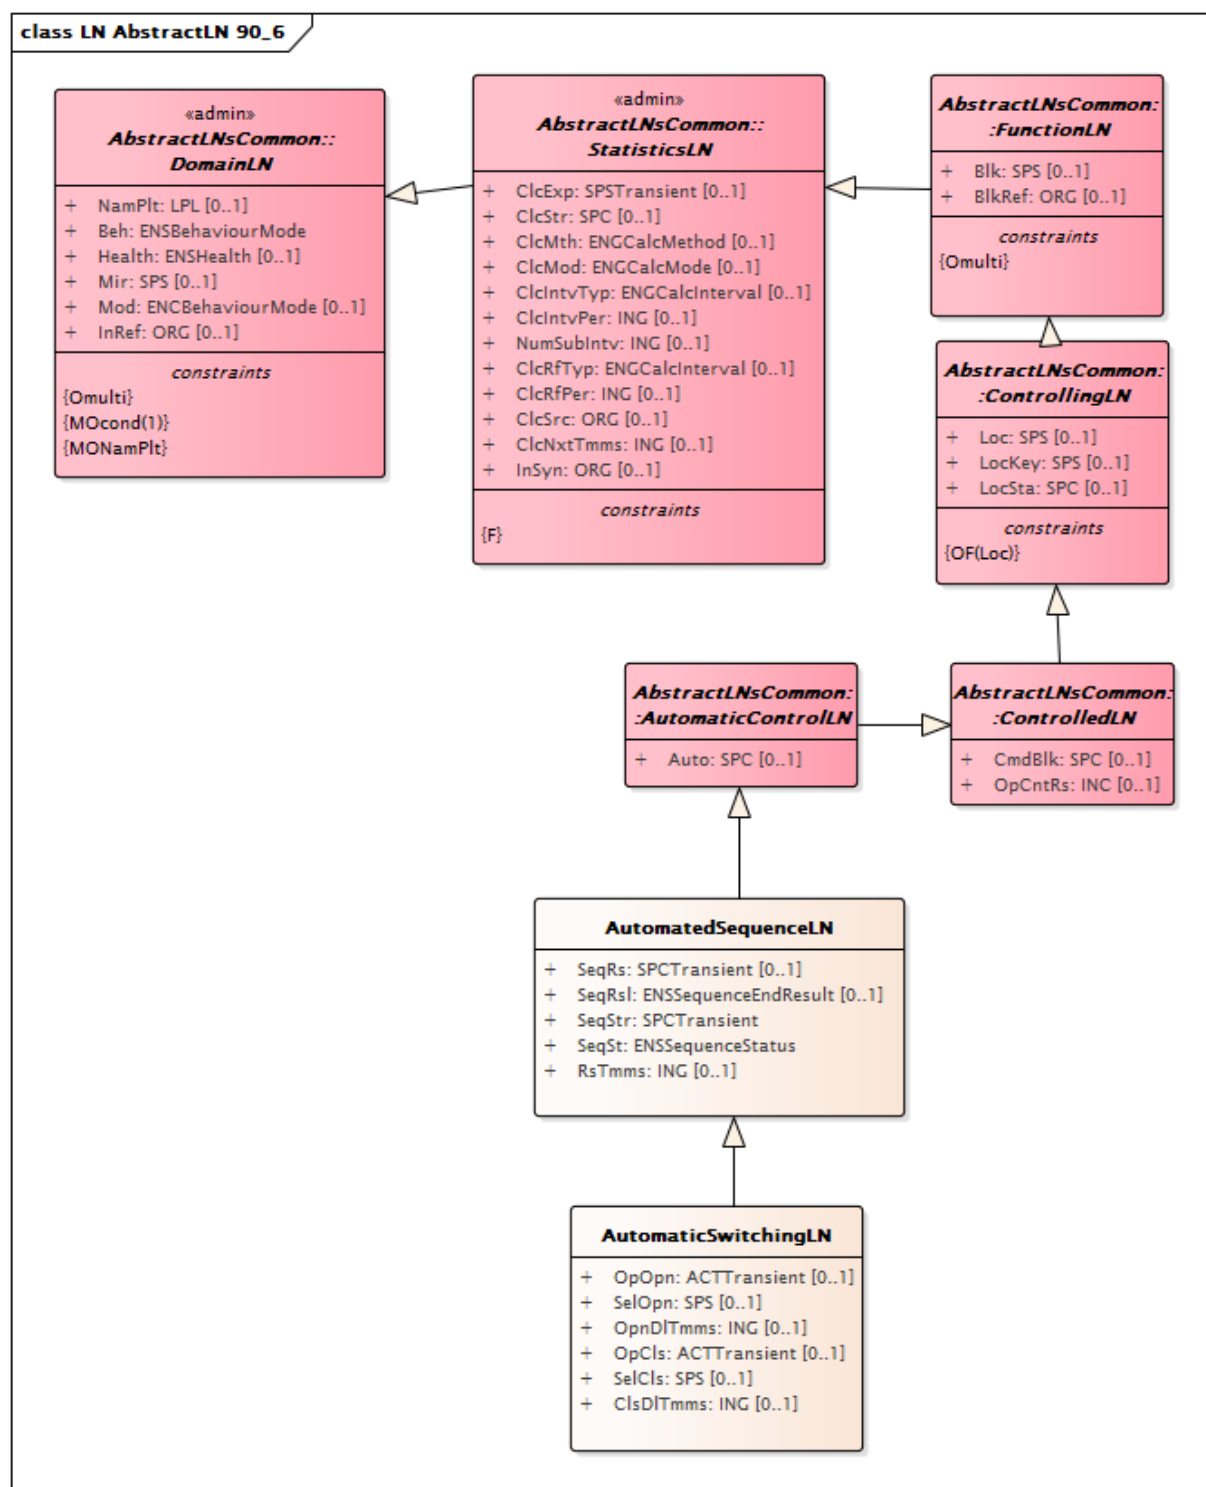 class LN AbstractLN 90_6
«admin»
AbstractLNsCommon::
DomainLN
+ NamPlt: LPL [0..1]
+ Beh: ENSBehaviourMode
+ Health: ENSHealth [0..1]
+ Mir: SPS [0..1]
+ Mod: ENCBehaviourMode [0..1]
+ InRef: ORG [0..1]
constraints
{Omulti}
{MOcond(1)}
{MONamPlt}
«admin»
AbstractLNsCommon::
StatisticsLN
+ ClcExp: SPSTransient [0..1]
+ ClcStr: SPC [0..1]
+ ClcMth: ENGCalcMethod [0..1]
+ ClcMod: ENGCalcMode [0..1]
+ ClcIntvTyp: ENGCalcInterval [0..1]
+ ClcIntvPer: ING [0..1]
+ NumSubIntv: ING [0..1]
+ ClcRfTyp: ENGCalcInterval [0..1]
+ ClcRfPer: ING [0..1]
+ ClcSrc: ORG [0..1]
+ ClcNxtTmms: ING [0..1]
+ InSyn: ORG [0..1]
constraints
{F}
AbstractLNsCommon:
:FunctionLN
+ Blk: SPS [0..1]
+ BlkRef: ORG [0..1]
constraints
{Omulti}
AbstractLNsCommon:
:ControllingLN
+ Loc: SPS [0..1]
+ LocKey: SPS [0..1]
+ LocSta: SPC [0..1]
constraints
{OF(Loc)}
AbstractLNsCommon:
:AutomaticControlLN
+ Auto: SPC [0..1]
AbstractLNsCommon:
:ControlledLN
+ CmdBlk: SPC [0..1]
+ OpCntRs: INC [0..1]
AutomatedSequenceLN
+ SeqRs: SPCTransient [0..1]
+ SeqRsl: ENSSequenceEndResult [0..1]
+ SeqStr: SPCTransient
+ SeqSt: ENSSequenceStatus
+ RsTmms: ING [0..1]
AutomaticSwitchingLN
+ OpOpn: ACTTransient [0..1]
+ SelOpn: SPS [0..1]
+ OpnDlTmms: ING [0..1]
+ OpCls: ACTTransient [0..1]
+ SelCls: SPS [0..1]
+ ClsDlTmms: ING [0..1]